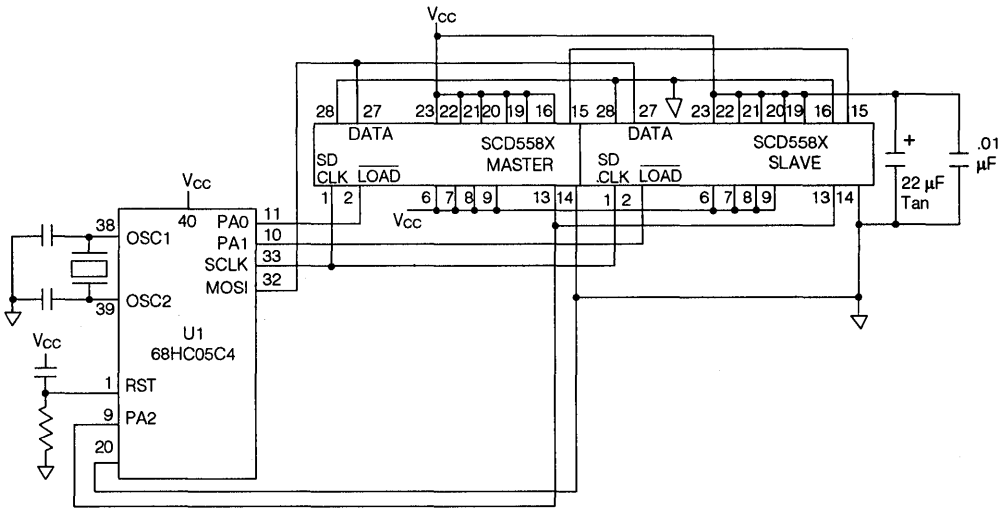 VCC
28 27 23 22 21 20 19 16 15 28 27 23 22 21 20 19 16 15
DATA DATA
SCD558X
MASTER
SCD558X
SLAVE
SD
CLK LOAD
SD
CLK LOAD
1 2 6 7 8 9 13 14 1 2 6 7 8 9 13 14
VCC
+
22 µF
Tan
.01
µF
VCC
40
38 OSC1
39 OSC2
PA0 11
PA1 10
SCLK 33
MOSI 32
U1
68HC05C4
VCC
1 RST
9 PA2
20